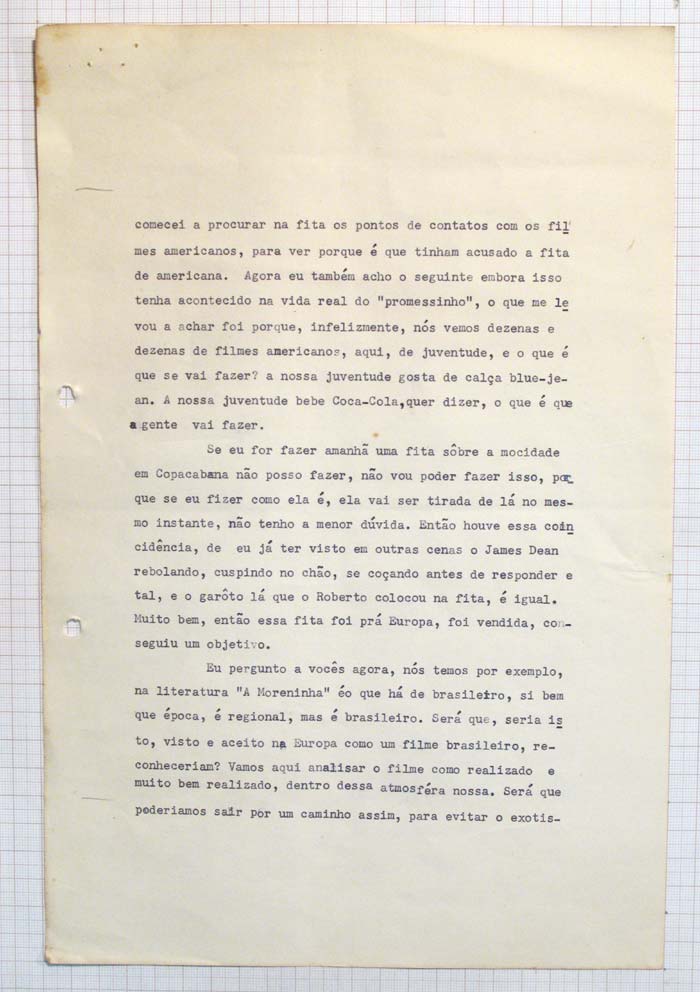 comecei a procurar na fita os pontos de contatos com os fil
mes americanos, para ver porque é que tinham acusado a fita
de americana. Agora eu também acho o seguinte embora isso
tenha acontecido na vida real do "promessinho", o que me le
vou a achar foi porque, infelizmente, nós vemos dezenas e
dezenas de filmes americanos, aqui, de juventude, e o que é
que se vai fazer? a nossa juventude gosta de calça blue-je-
an. A nossa juventude bebe Coca-Cola,quer dizer, o que é que
a gente vai fazer.
Se eu for fazer amanhã uma fita sôbre a mocidade
em Copacabana não posso fazer, não vou poder fazer isso, por
que se eu fizer como ela é, ela vai ser tirada de lá no mes-
mo instante, não tenho a menor dúvida. Então houve essa coin
cidência, de eu já ter visto em outras cenas o James Dean
rebolando, cuspindo no chão, se coçando antes de responder e
tal, e o garôto lá que o Roberto colocou na fita, é igual.
Muito bem, então essa fita foi prá Europa, foi vendida, con-
seguiu um objetivo.
Eu pergunto a vocês agora, nós temos por exemplo,
na literatura "A Moreninha" éo que há de brasileiro, si bem
que época, é regional, mas é brasileiro. Será que, seria is
to, visto e aceito na Europa como um filme brasileiro, re-
conheceriam? Vamos aqui analisar o filme como realizado e
muito bem realizado, dentro dessa atmosféra nossa. Será que
poderiamos sair por um caminho assim, para evitar o exotis-